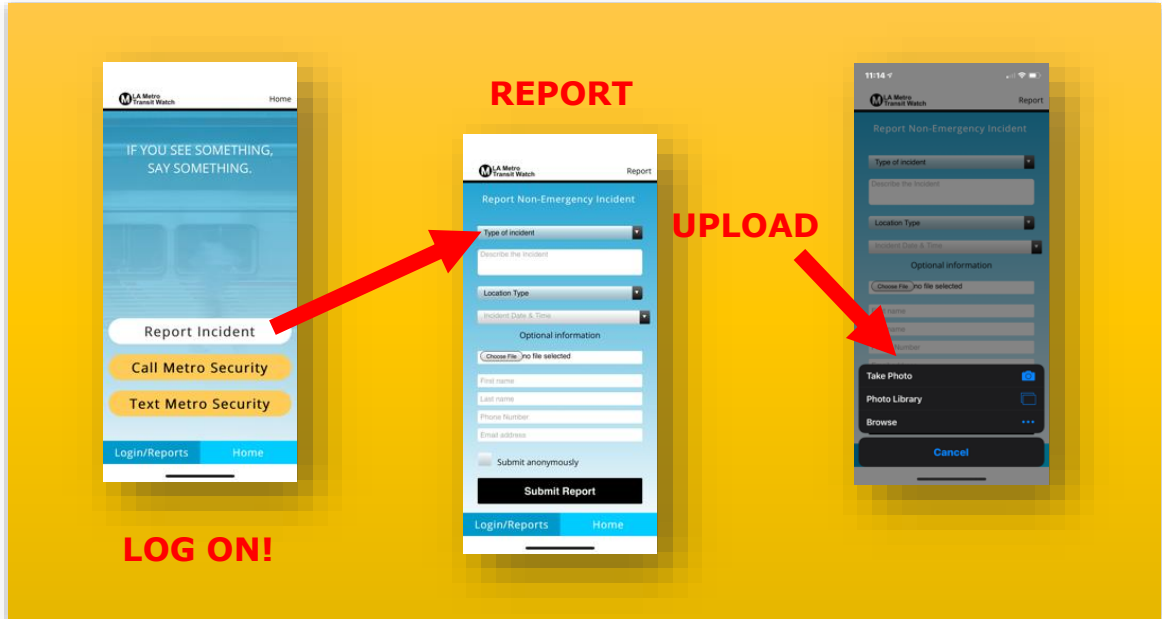 LA Metro
Transit Watch
Home
IF YOU SEE SOMETHING,
SAY SOMETHING.
Report Incident
Call Metro Security
Text Metro Security
Login/Reports
Home
LOG ON!
REPORT
LA Metro
Transit Watch
Report
Report Non-Emergency Incident
Type of incident
Describe the Incident
Location Type
Incident Date & Time
Optional information
Choose File no file selected
First name
Last name
Phone Number
Email address
Submit anonymously
Submit Report
Login/Reports
Home
UPLOAD
11:14
LA Metro
Transit Watch
Report
Report Non-Emergency Incident
Type of incident
Describe the Incident
Location Type
Incident Date & Time
Optional information
Choose File no file selected
name
name
Number
Take Photo
Photo Library
Browse
Cancel